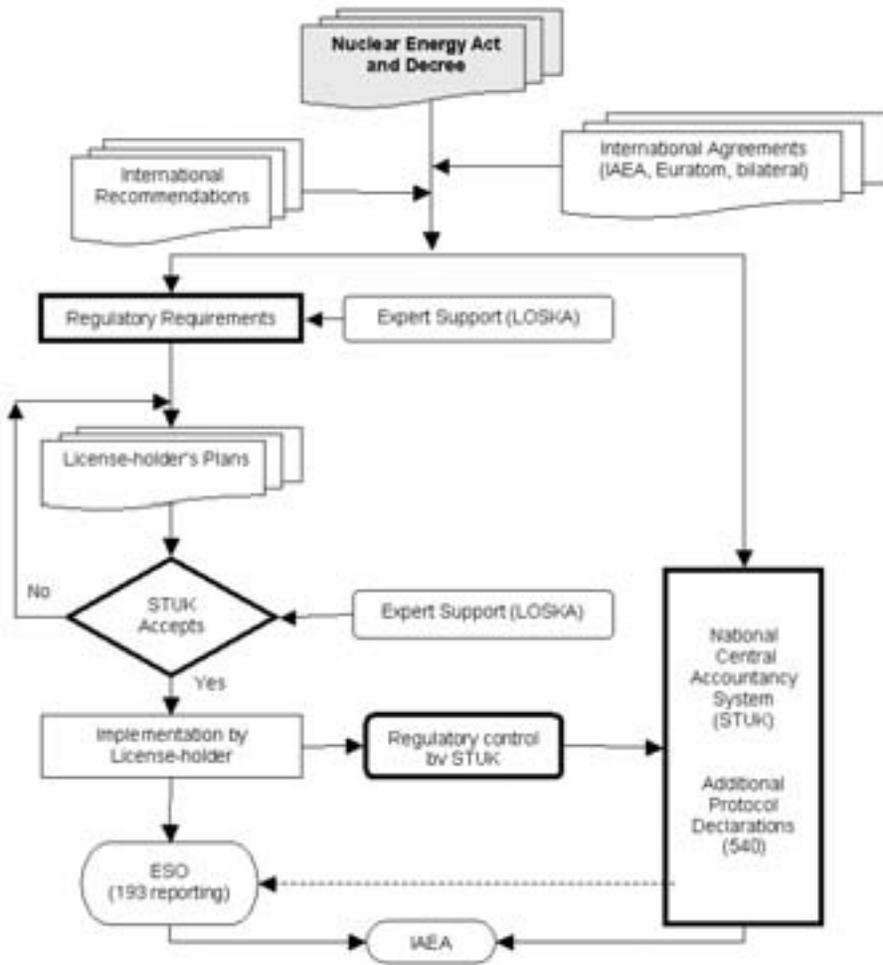 Nuclear Energy Act
and Decree
International
Recommendations
International Agreements
(IAEA, Euratom, bilateral)
Regulatory Requirements
Expert Support (LOSKA)
License-holder's Plans
No
STUK
Accepts
Expert Support (LOSKA)
Yes
Implementation by
License-holder
Regulatory control
by STUK
National
Central
Accountancy
System
(STUK)
Additional
Protocol
Declarations
(540)
ESO
(193 reporting)
IAEA